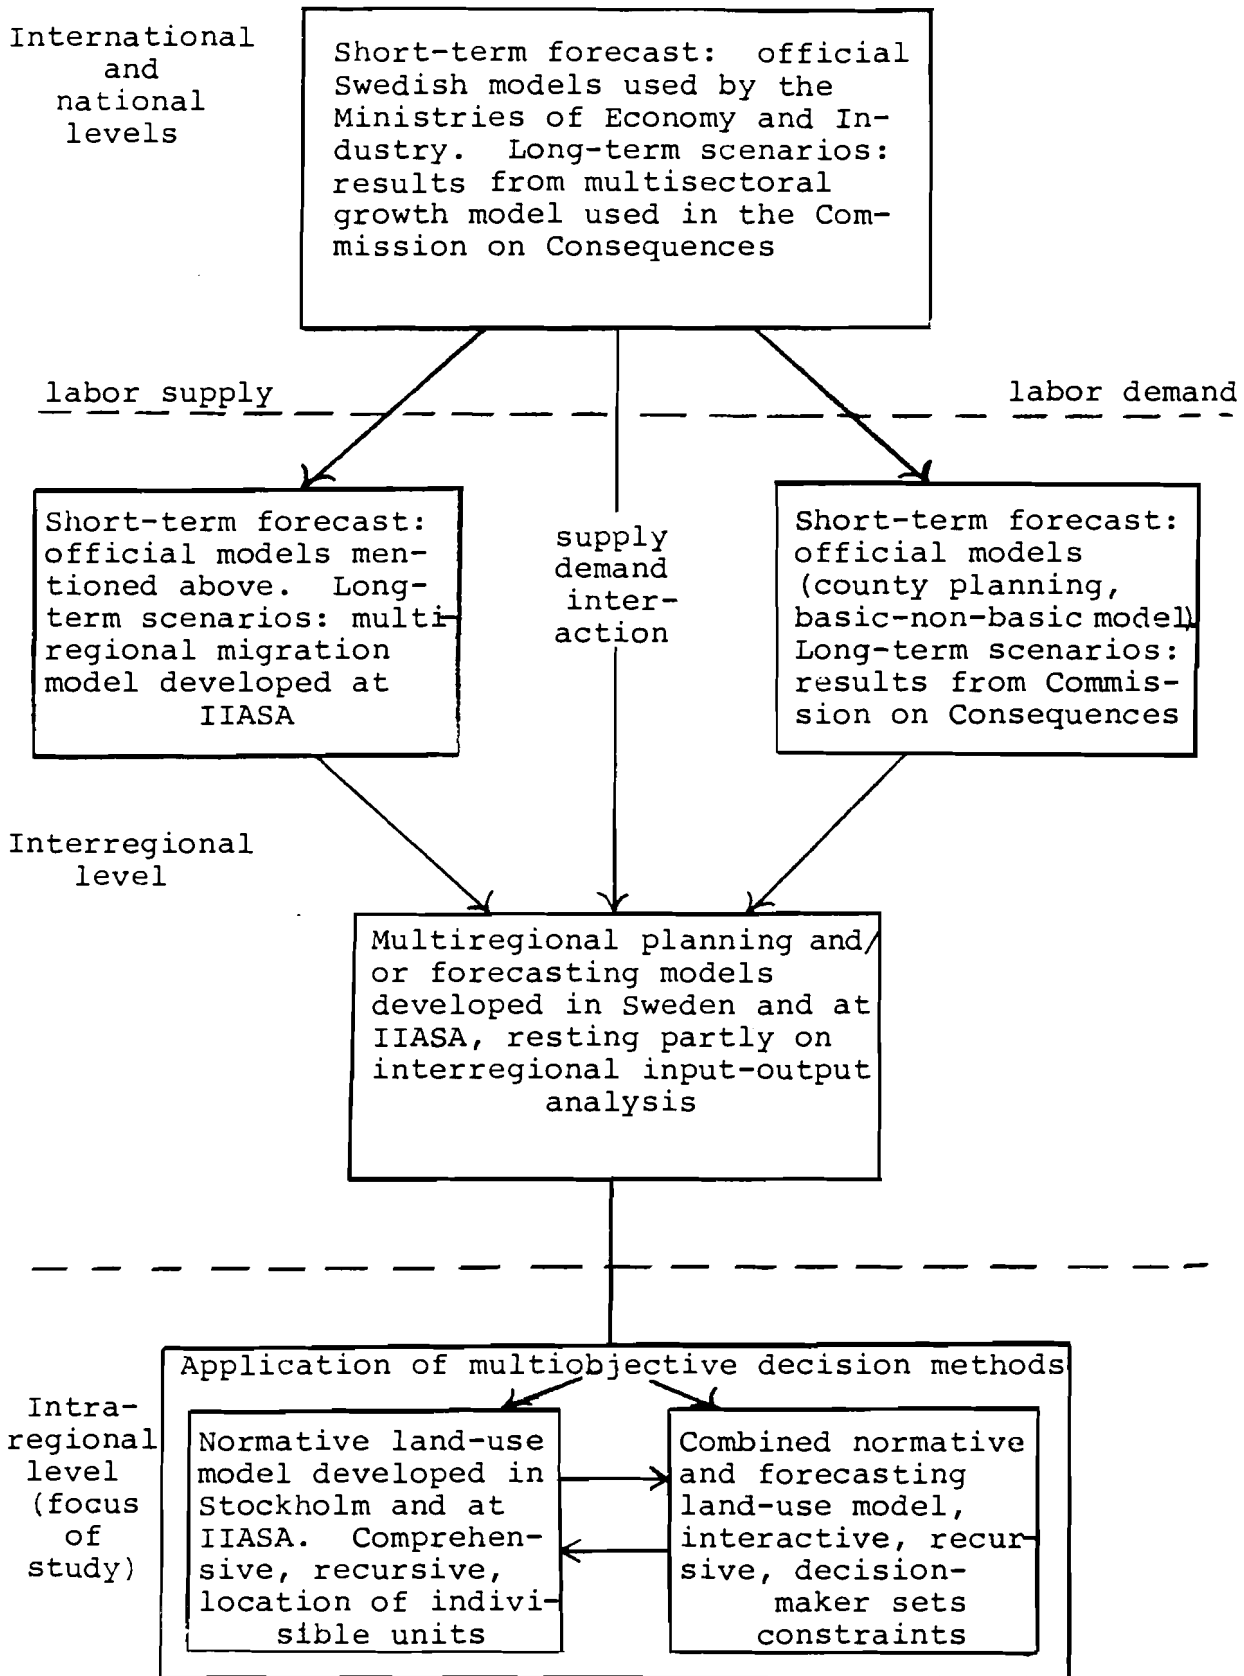 International
and
national
levels
Short-term forecast: official
Swedish models used by the
Ministries of Economy and In-
dustry. Long-term scenarios:
results from multisectoral
growth model used in the Com-
mission on Consequences
labor supply
labor demand
Short-term forecast:
official models men-
tioned above. Long-
term scenarios: multi-
regional migration
model developed at
IIASA
supply
demand
inter-
action
Short-term forecast:
official models
(county planning,
basic-non-basic model)
Long-term scenarios:
results from Commis-
sion on Consequences
Interregional
level
Multiregional planning and/
or forecasting models
developed in Sweden and at
IIASA, resting partly on
interregional input-output
analysis
Application of multiobjective decision methods
Intra-
regional
level
(focus
of
study)
Normative land-use
model developed in
Stockholm and at
IIASA. Comprehen-
sive, recursive,
location of indivi-
sible units
Combined normative
and forecasting
land-use model,
interactive, recur-
sive, decision-
maker sets
constraints